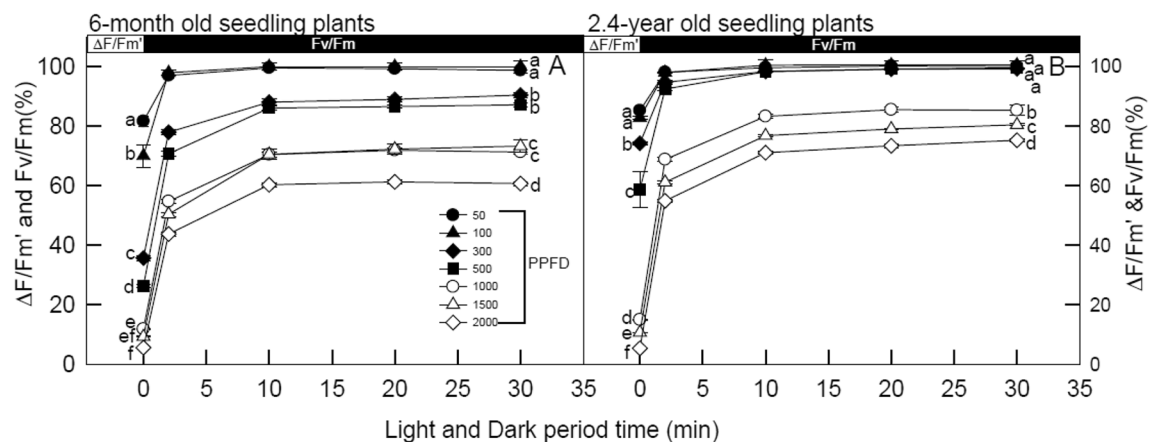 6-month old seedling plants
2.4-year old seedling plants
ΔF/Fm'
Fv/Fm
ΔF/Fm'
Fv/Fm
ΔF/Fm' and Fv/Fm(%)
100
80
60
40
20
0
A
a
b
c
d
e
ef
f
a
a
b
b
c
c
d
50
100
300
500
1000
1500
2000
PPFD
0 5 10 15 20 25 30 35
B
a
a
b
c
d
e
f
a
a
a
a
b
c
d
0 5 10 15 20 25 30 35
100
80
60
40
20
0
ΔF/Fm' &Fv/Fm(%)
Light and Dark period time (min)